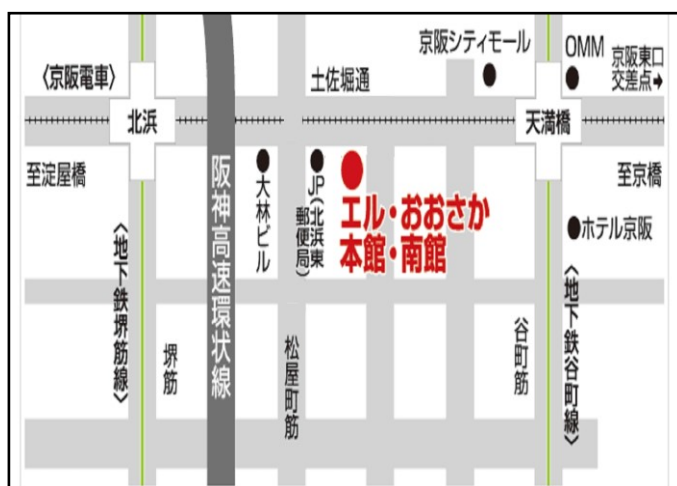 京阪シティモール
OMM
京阪東口
交差点➡
〈京阪電車〉
土佐堀通
北浜
天満橋
至淀屋橋
至京橋
大林ビル
JP(北浜東
郵便局)
エル・おおさか
本館・南館
ホテル京阪
阪神高速環状線
〈地下鉄堺筋線〉
堺筋
松屋町筋
谷町筋
〈地下鉄谷町線〉